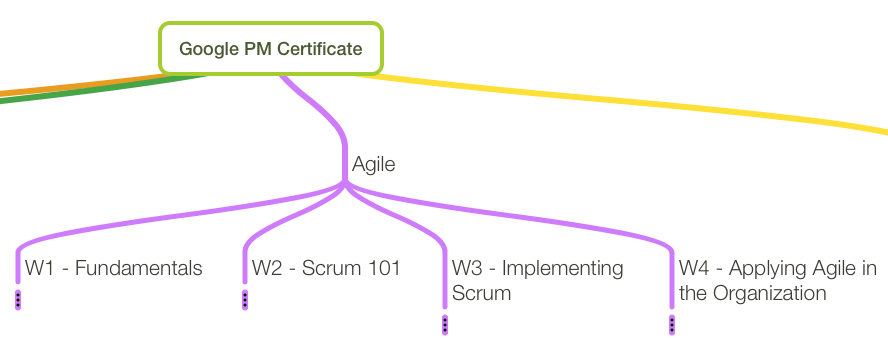 Google PM Certificate
Agile
W1 - Fundamentals
W2 - Scrum 101
W3 - Implementing
Scrum
W4 - Applying Agile in
the Organization